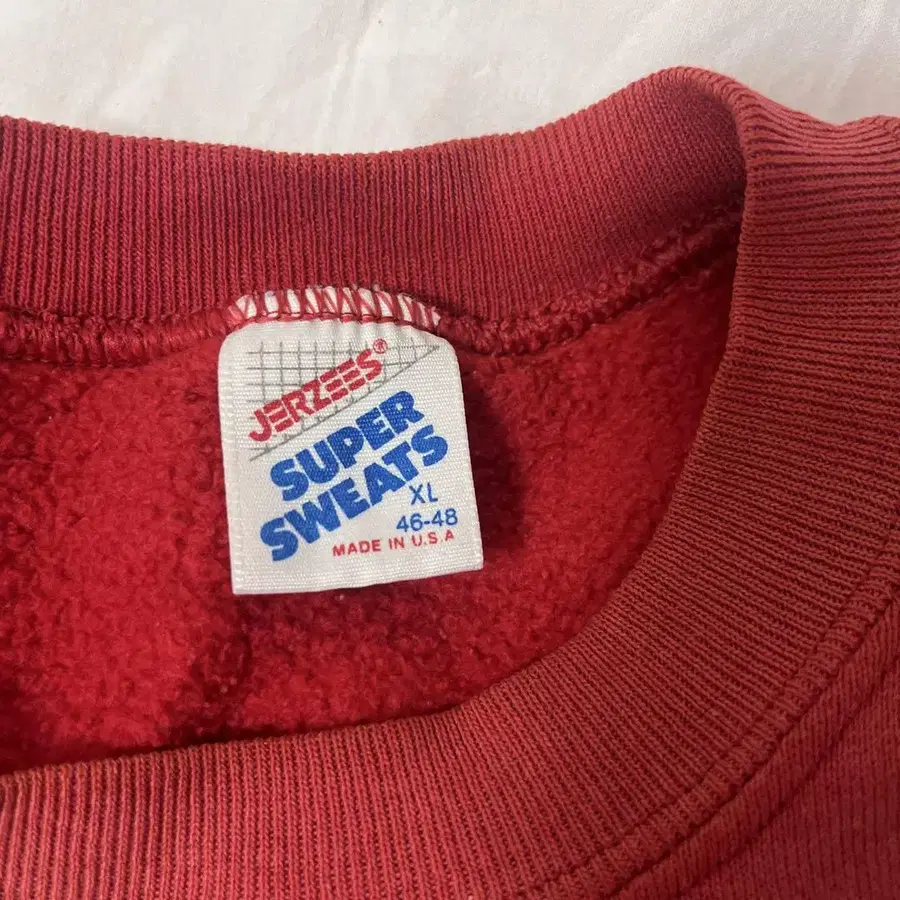 JERZEES®
SUPER
SWEATS
XL
46-48
MADE IN U.S.A